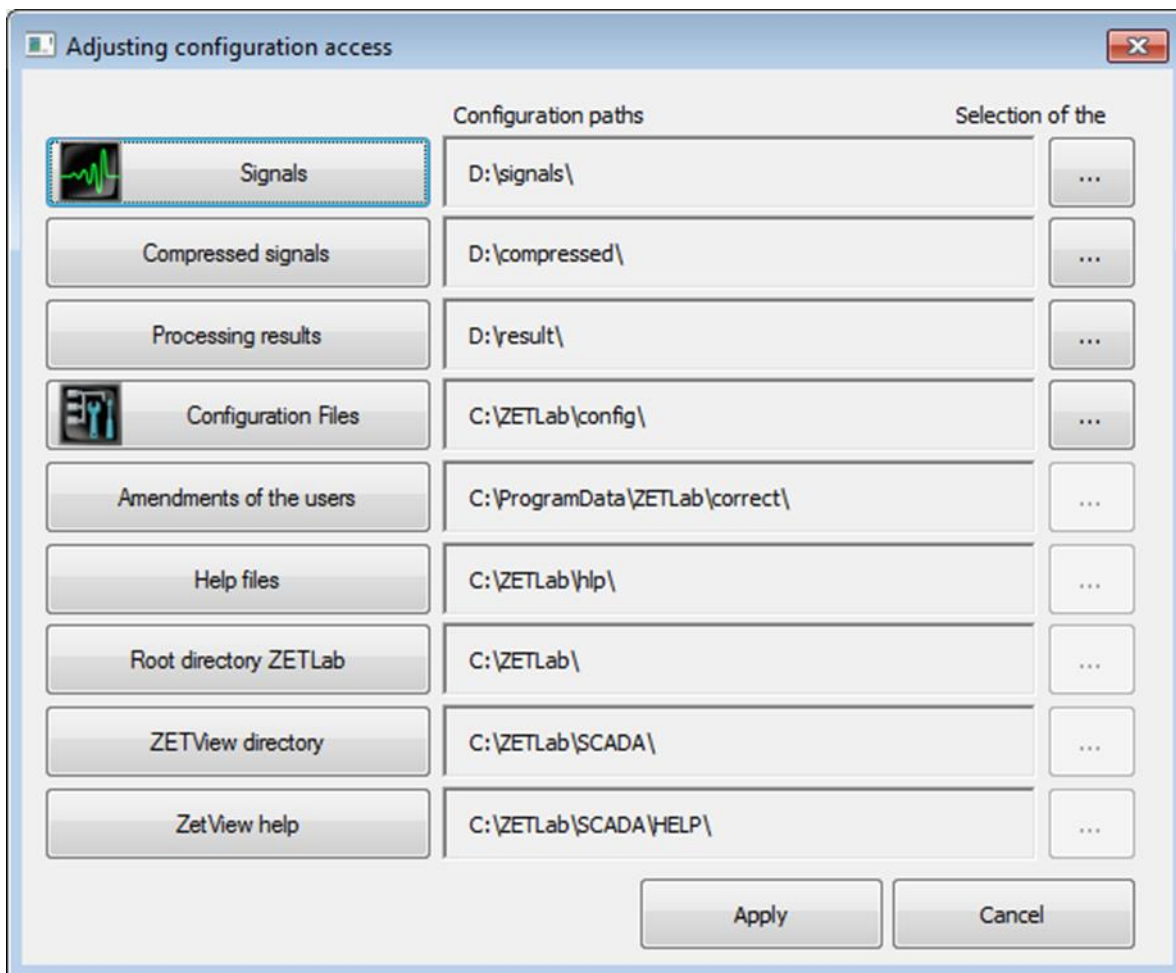 Adjusting configuration access
Configuration paths Selection of the
Signals D:\signals\ ...
Compressed signals D:\compressed\ ...
Processing results D:\result\ ...
Configuration Files C:\ZETLab\config\ ...
Amendments of the users C:\ProgramData\ZETLab\correct\ ...
Help files C:\ZETLab\hlp\ ...
Root directory ZETLab C:\ZETLab\ ...
ZETView directory C:\ZETLab\SCADA\ ...
ZetView help C:\ZETLab\SCADA\HELP\ ...
Apply Cancel